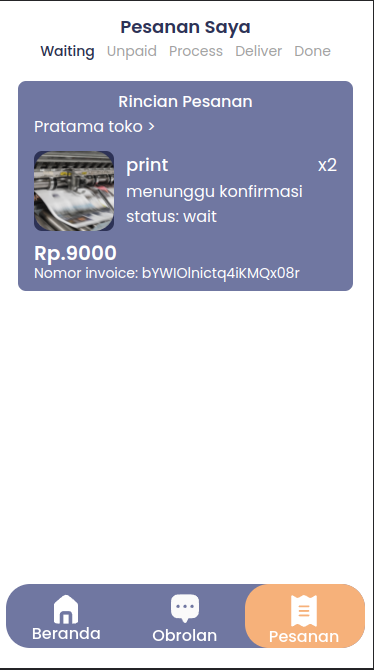 Pesanan Saya
Waiting Unpaid Process Deliver Done
Rincian Pesanan
Pratama toko >
print x2
menunggu konfirmasi
status: wait
Rp.9000
Nomor invoice: bYWIOlnictq4iKMQx08r
Beranda Obrolan Pesanan